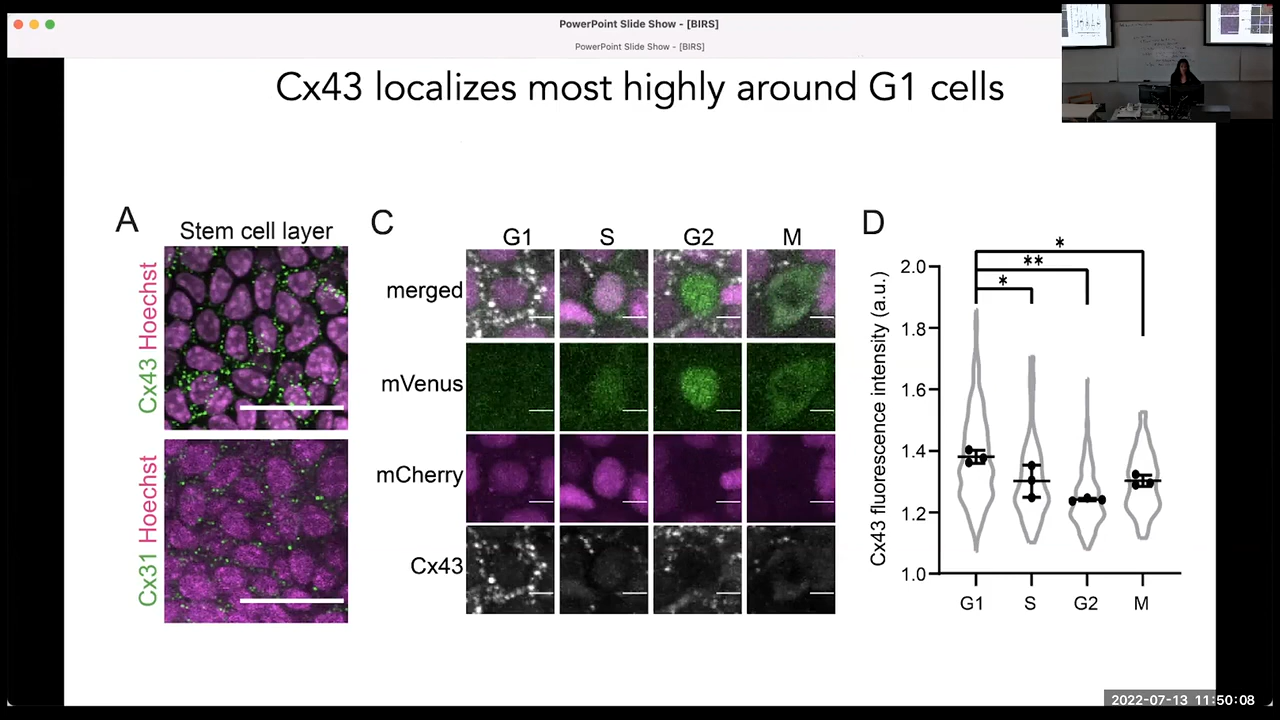 PowerPoint Slide Show - [BIRS]
PowerPoint Slide Show - [BIRS]
Cx43 localizes most highly around G1 cells
A
Stem cell layer
Cx43 Hoechst
Cx31 Hoechst
C
G1 S G2 M
merged
mVenus
mCherry
Cx43
D
*
**
*
Cx43 fluorescence intensity (a.u.)
2.0
1.8
1.6
1.4
1.2
1.0
G1 S G2 M
2022-07-13 11:50:08